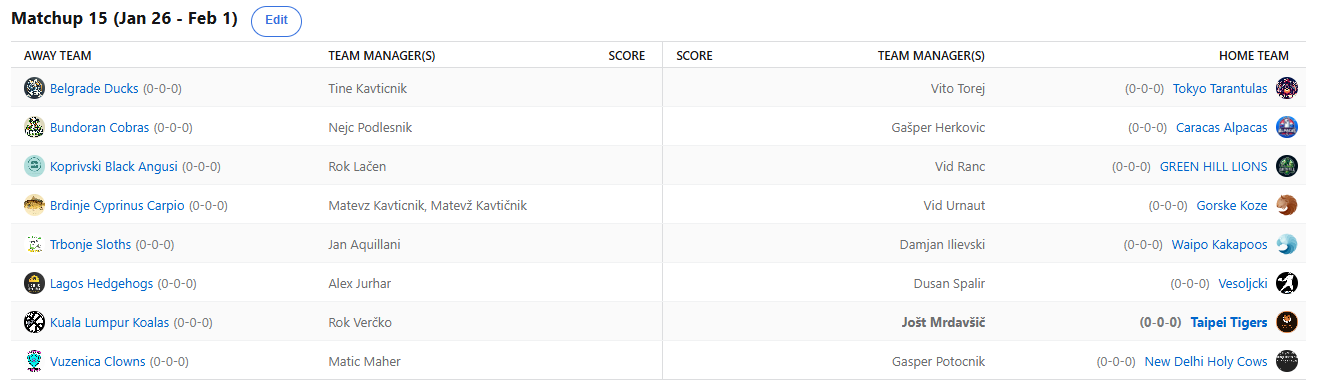 Matchup 15 (Jan 26 - Feb 1) Edit
AWAY TEAM TEAM MANAGER(S) SCORE SCORE TEAM MANAGER(S) HOME TEAM
Belgrade Ducks (0-0-0) Tine Kavticnik Vito Torej (0-0-0) Tokyo Tarantulas
Bundoran Cobras (0-0-0) Nejc Podlesnik Gašper Herkovic (0-0-0) Caracas Alpacas
Koprivski Black Angusi (0-0-0) Rok Lačen Vid Ranc (0-0-0) GREEN HILL LIONS
Brdinje Cyprinus Carpio (0-0-0) Matevz Kavticnik, Matevž Kavtičnik Vid Urnaut (0-0-0) Gorske Koze
Trbonje Sloths (0-0-0) Jan Aquillani Damjan Ilievski (0-0-0) Waipo Kakapoos
Lagos Hedgehogs (0-0-0) Alex Jurhar Dusan Spalir (0-0-0) Vesoljcki
Kuala Lumpur Koalas (0-0-0) Rok Verčko Jošt Mrdavšič (0-0-0) Taipei Tigers
Vuzenica Clowns (0-0-0) Matic Maher Gasper Potocnik (0-0-0) New Delhi Holy Cows